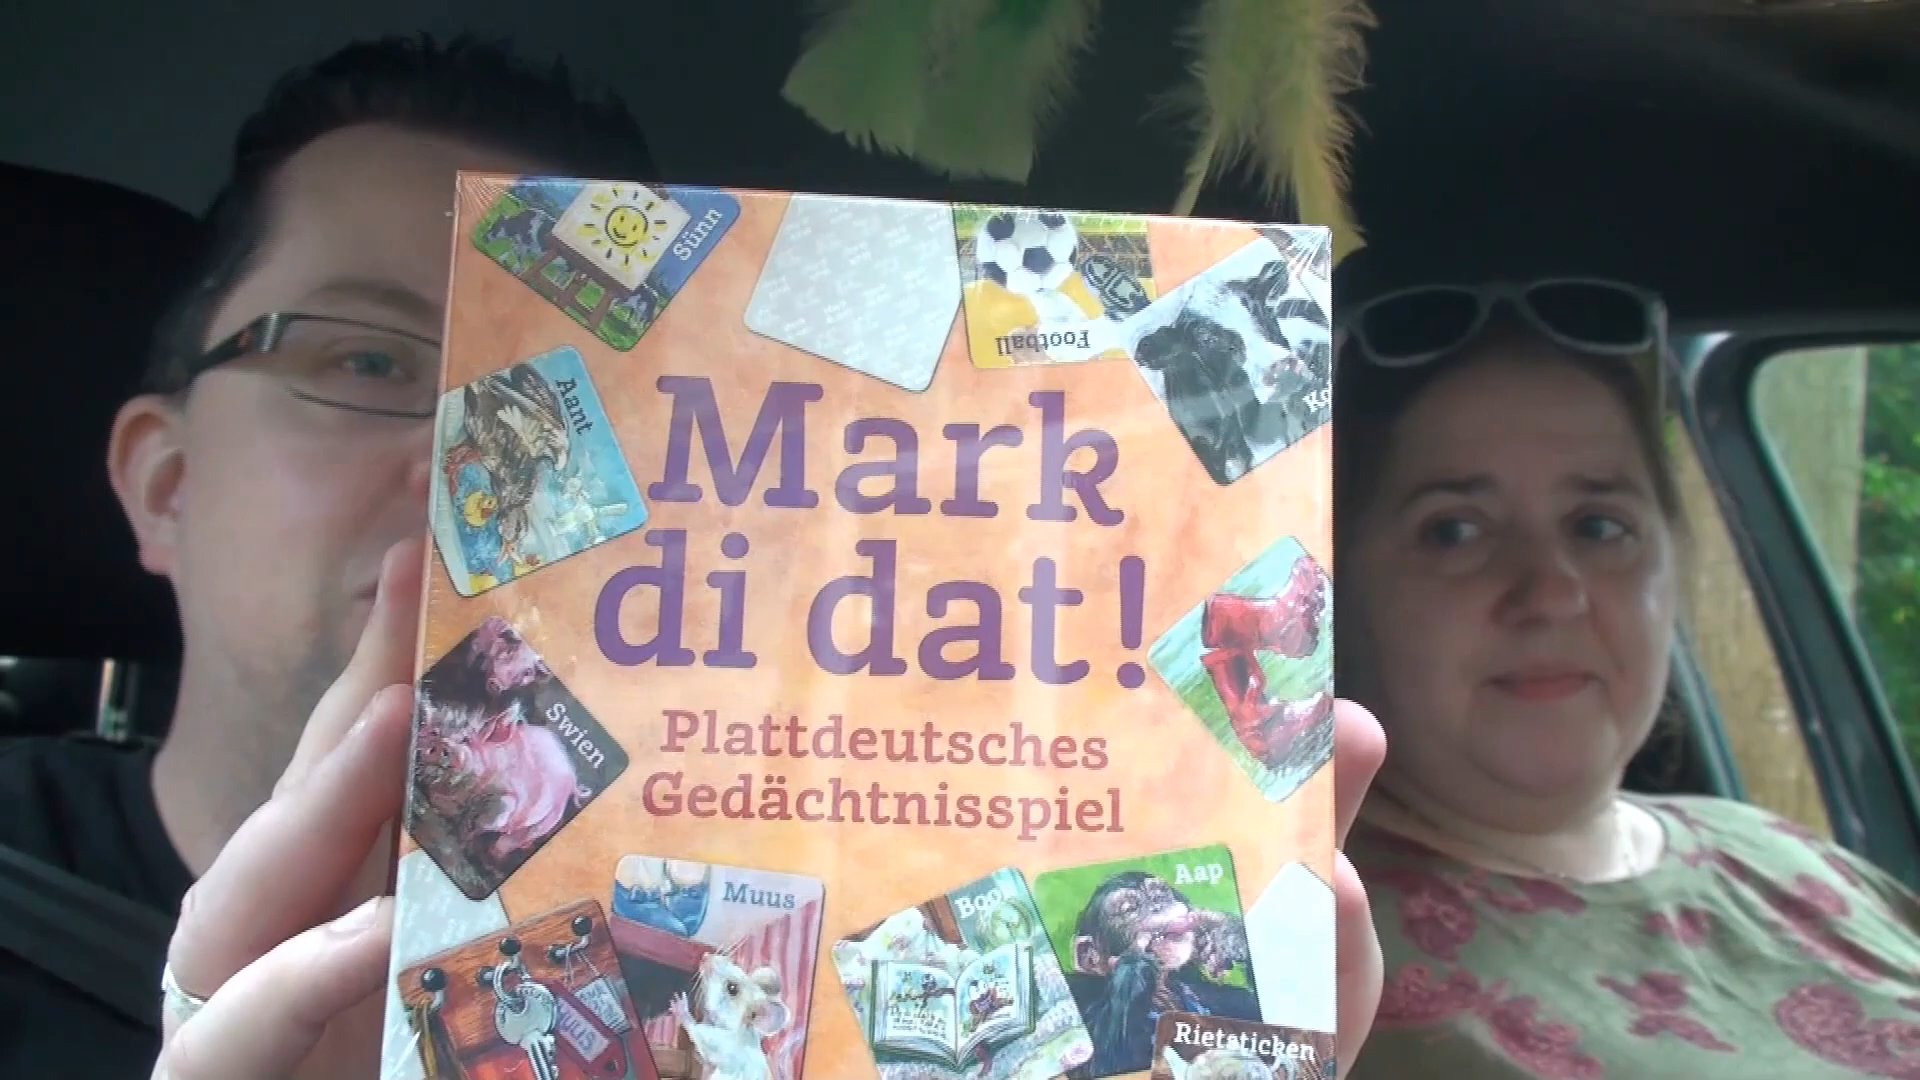 Sünn
Football
Aant
Mark
di dat!
Swien
Plattdeutsches
Gedächtnisspiel
Muus
Aap
Rietsticken